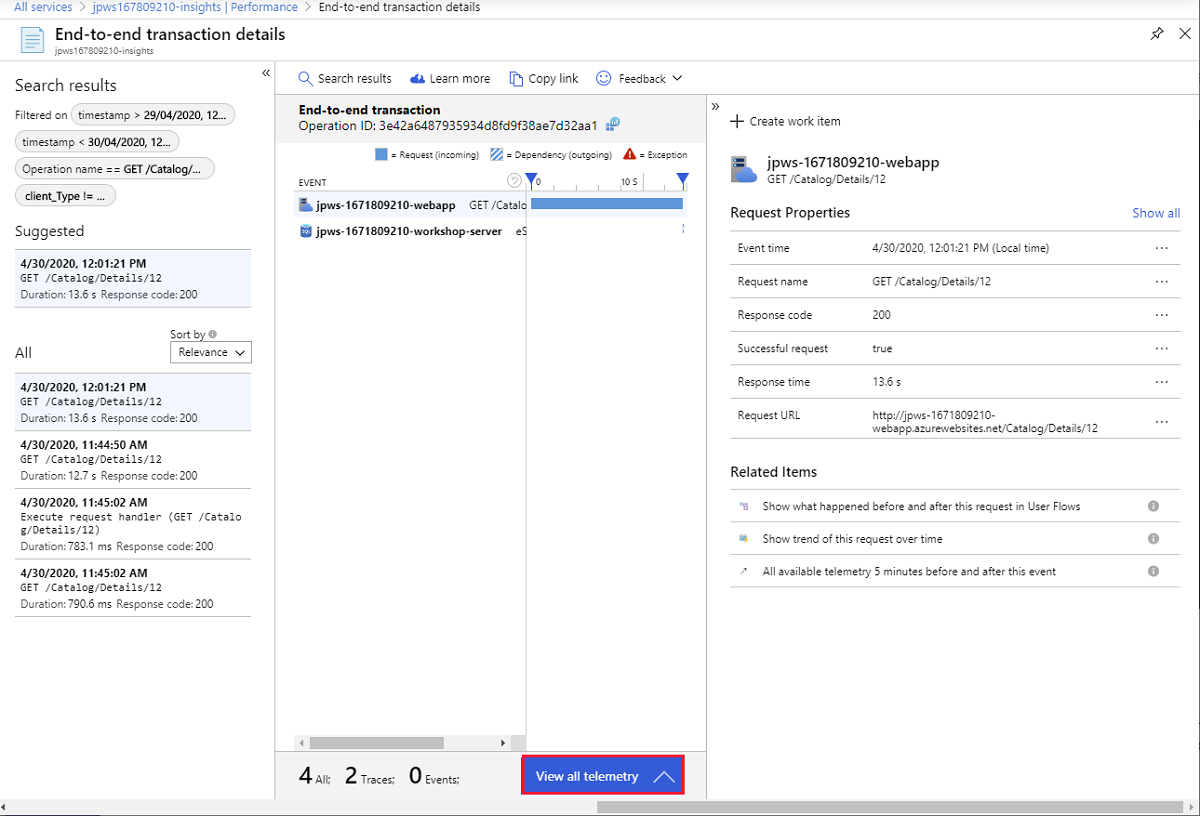 All services > jpws167809210-insights | Performance > End-to-end transaction details
End-to-end transaction details
jpws167809210-insights
«
Search results
Filtered on timestamp > 29/04/2020, 12...
timestamp < 30/04/2020, 12...
Operation name == GET /Catalog/...
client_Type != ...
Suggested
4/30/2020, 12:01:21 PM
GET /Catalog/Details/12
Duration: 13.6 s Response code: 200
Sort by
All
Relevance
4/30/2020, 12:01:21 PM
GET /Catalog/Details/12
Duration: 13.6 s Response code: 200
4/30/2020, 11:44:50 AM
GET /Catalog/Details/12
Duration: 12.7 s Response code: 200
4/30/2020, 11:45:02 AM
Execute request handler (GET /Catalo
g/Details/12)
Duration: 783.1 ms Response code: 200
4/30/2020, 11:45:02 AM
GET /Catalog/Details/12
Duration: 790.6 ms Response code: 200
Search results Learn more Copy link Feedback
End-to-end transaction
Operation ID: 3e42a6487935934d8fd9f38ae7d32aa1
= Request (incoming) = Dependency (outgoing) = Exception
EVENT ? 0 10 S
jpws-1671809210-webapp GET /Catalo
SQL jpws-1671809210-workshop-server eS
4 All; 2 Traces; 0 Events;
View all telemetry
»
+ Create work item
jpws-1671809210-webapp
GET /Catalog/Details/12
Request Properties Show all
Event time 4/30/2020, 12:01:21 PM (Local time) ...
Request name GET /Catalog/Details/12 ...
Response code 200 ...
Successful request true ...
Response time 13.6 s ...
Request URL http://jpws-1671809210-
webapp.azurewebsites.net/Catalog/Details/12 ...
Related Items
Show what happened before and after this request in User Flows
Show trend of this request over time
All available telemetry 5 minutes before and after this event